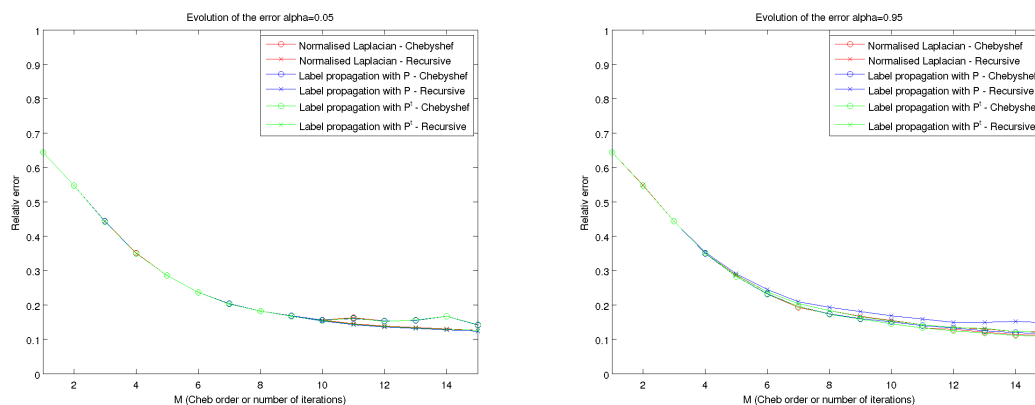 Evolution of the error alpha=0.05
Relativ error
1
0.9
0.8
0.7
0.6
0.5
0.4
0.3
0.2
0.1
0
Normalised Laplacian - Chebyshef
Normalised Laplacian - Recursive
Label propagation with P - Chebyshef
Label propagation with P - Recursive
Label propagation with Pᵗ - Chebyshef
Label propagation with Pᵗ - Recursive
2 4 6 8 10 12 14
M (Cheb order or number of iterations)
Evolution of the error alpha=0.95
Relativ error
1
0.9
0.8
0.7
0.6
0.5
0.4
0.3
0.2
0.1
0
Normalised Laplacian - Chebyshef
Normalised Laplacian - Recursive
Label propagation with P - Chebyshef
Label propagation with P - Recursive
Label propagation with Pᵗ - Chebyshef
Label propagation with Pᵗ - Recursive
2 4 6 8 10 12 14
M (Cheb order or number of iterations)